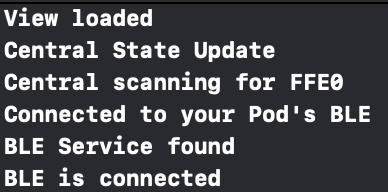 View loaded
Central State Update
Central scanning for FFE0
Connected to your Pod's BLE
BLE Service found
BLE is connected